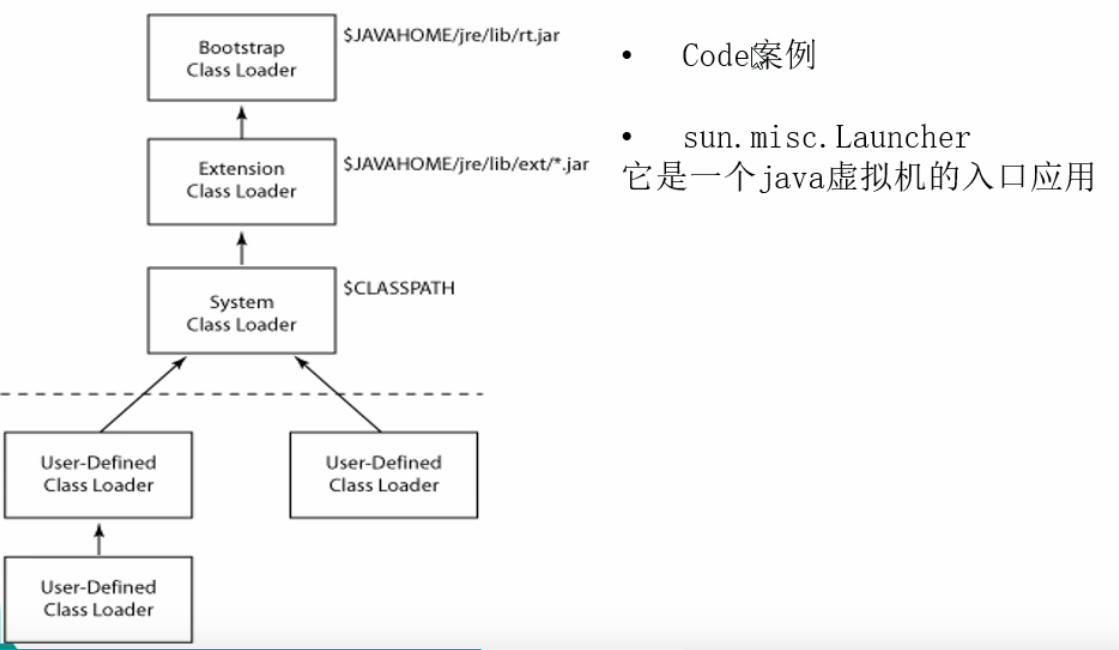 Bootstrap
Class Loader
$JAVAHOME/jre/lib/rt.jar
Extension
Class Loader
$JAVAHOME/jre/lib/ext/*.jar
System
Class Loader
$CLASSPATH
User-Defined
Class Loader
User-Defined
Class Loader
User-Defined
Class Loader
• Code案例
• sun.misc.Launcher
它是一个java虚拟机的入口应用